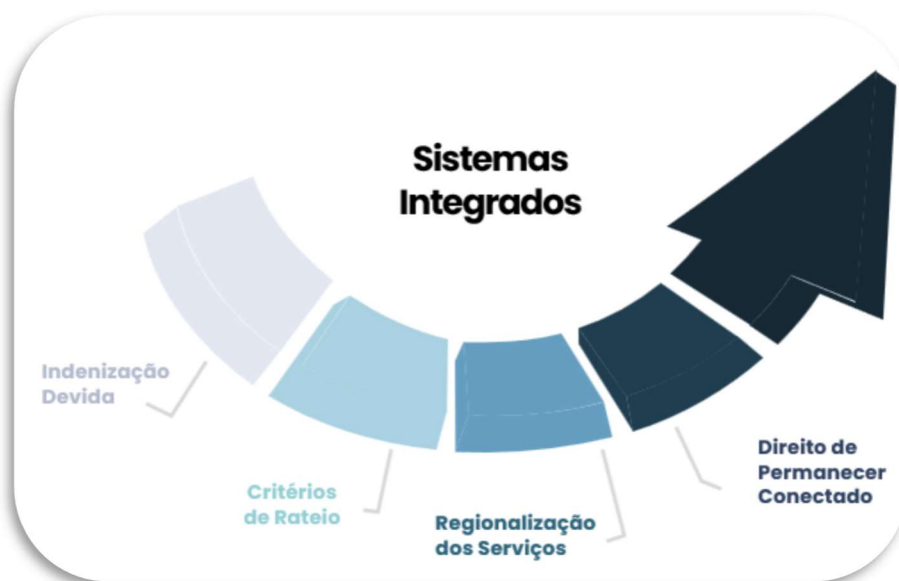 Sistemas
Integrados
Indenização
Devida
Critérios
de Rateio
Regionalização
dos Serviços
Direito de
Permanecer
Conectado